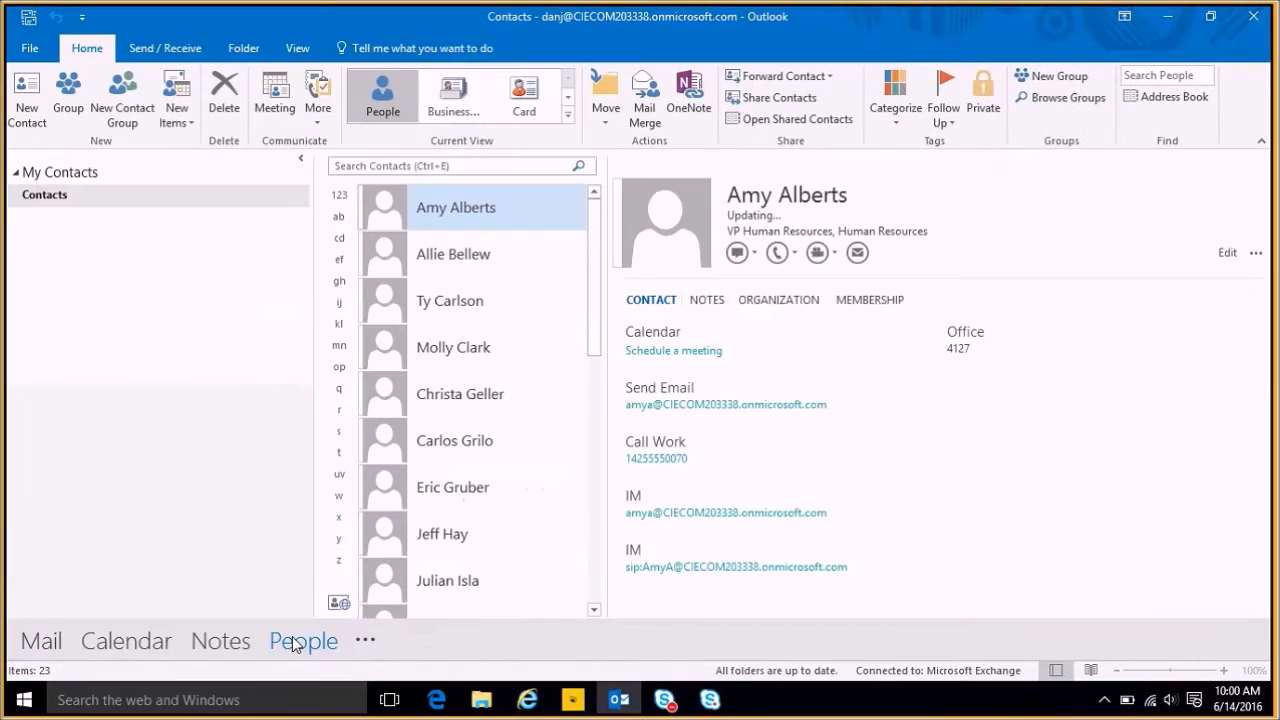 Contacts - danj@CIECOM203338.onmicrosoft.com - Outlook
File Home Send / Receive Folder View Tell me what you want to do
New Contact
Group
New Contact Group
New Items
Delete
Meeting
More
People
Business...
Card
Move
Mail Merge
OneNote
Forward Contact
Share Contacts
Open Shared Contacts
Categorize
Follow Up
Private
New Group
Browse Groups
Search People
Address Book
New Delete Communicate Current View Actions Share Tags Groups Find
My Contacts
Contacts
Search Contacts (Ctrl+E)
123
ab
cd
ef
gh
ij
kl
mn
op
q
r
s
t
uv
w
x
y
z
Amy Alberts
Allie Bellew
Ty Carlson
Molly Clark
Christa Geller
Carlos Grilo
Eric Gruber
Jeff Hay
Julian Isla
Amy Alberts
Updating...
VP Human Resources, Human Resources
Edit ...
CONTACT NOTES ORGANIZATION MEMBERSHIP
Calendar
Schedule a meeting
Office
4127
Send Email
amya@CIECOM203338.onmicrosoft.com
Call Work
14255550070
IM
amya@CIECOM203338.onmicrosoft.com
IM
sip:AmyA@CIECOM203338.onmicrosoft.com
Mail Calendar Notes People ...
Items: 23 All folders are up to date. Connected to: Microsoft Exchange 100%
Search the web and Windows
10:00 AM
6/14/2016